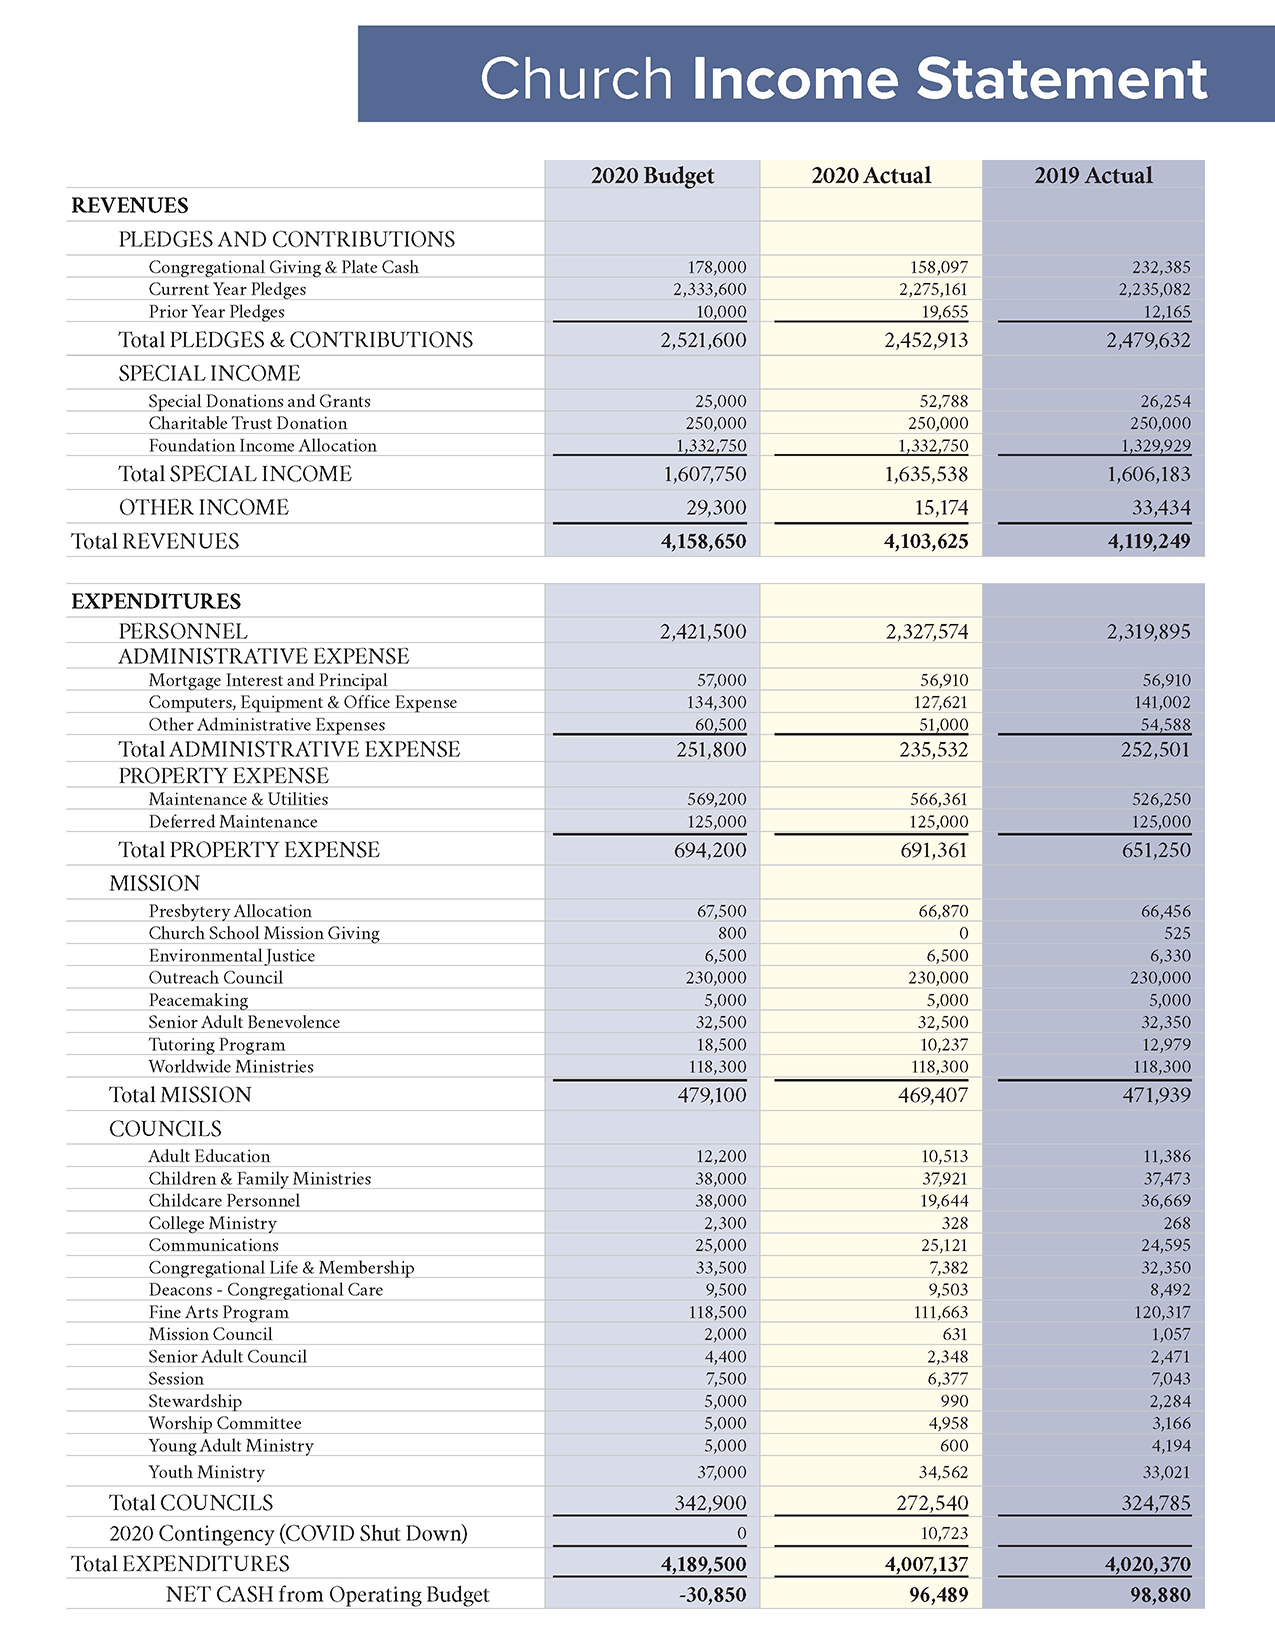 Church Income Statement
2020 Budget 2020 Actual 2019 Actual
REVENUES
PLEDGES AND CONTRIBUTIONS
Congregational Giving & Plate Cash 178,000 158,097 232,385
Current Year Pledges 2,333,600 2,275,161 2,235,082
Prior Year Pledges 10,000 19,655 12,165
Total PLEDGES & CONTRIBUTIONS 2,521,600 2,452,913 2,479,632
SPECIAL INCOME
Special Donations and Grants 25,000 52,788 26,254
Charitable Trust Donation 250,000 250,000 250,000
Foundation Income Allocation 1,332,750 1,332,750 1,329,929
Total SPECIAL INCOME 1,607,750 1,635,538 1,606,183
OTHER INCOME 29,300 15,174 33,434
Total REVENUES 4,158,650 4,103,625 4,119,249
EXPENDITURES
PERSONNEL 2,421,500 2,327,574 2,319,895
ADMINISTRATIVE EXPENSE
Mortgage Interest and Principal 57,000 56,910 56,910
Computers, Equipment & Office Expense 134,300 127,621 141,002
Other Administrative Expenses 60,500 51,000 54,588
Total ADMINISTRATIVE EXPENSE 251,800 235,532 252,501
PROPERTY EXPENSE
Maintenance & Utilities 569,200 566,361 526,250
Deferred Maintenance 125,000 125,000 125,000
Total PROPERTY EXPENSE 694,200 691,361 651,250
MISSION
Presbytery Allocation 67,500 66,870 66,456
Church School Mission Giving 800 0 525
Environmental Justice 6,500 6,500 6,330
Outreach Council 230,000 230,000 230,000
Peacemaking 5,000 5,000 5,000
Senior Adult Benevolence 32,500 32,500 32,350
Tutoring Program 18,500 10,237 12,979
Worldwide Ministries 118,300 118,300 118,300
Total MISSION 479,100 469,407 471,939
COUNCILS
Adult Education 12,200 10,513 11,386
Children & Family Ministries 38,000 37,921 37,473
Childcare Personnel 38,000 19,644 36,669
College Ministry 2,300 328 268
Communications 25,000 25,121 24,595
Congregational Life & Membership 33,500 7,382 32,350
Deacons - Congregational Care 9,500 9,503 8,492
Fine Arts Program 118,500 111,663 120,317
Mission Council 2,000 631 1,057
Senior Adult Council 4,400 2,348 2,471
Session 7,500 6,377 7,043
Stewardship 5,000 990 2,284
Worship Committee 5,000 4,958 3,166
Young Adult Ministry 5,000 600 4,194
Youth Ministry 37,000 34,562 33,021
Total COUNCILS 342,900 272,540 324,785
2020 Contingency (COVID Shut Down) 0 10,723
Total EXPENDITURES 4,189,500 4,007,137 4,020,370
NET CASH from Operating Budget -30,850 96,489 98,880